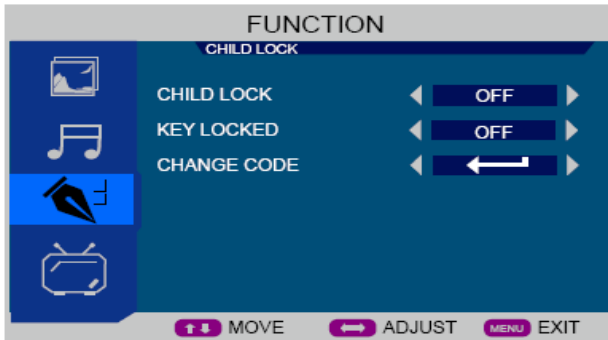 FUNCTION
CHILD LOCK
CHILD LOCK OFF
KEY LOCKED OFF
CHANGE CODE
MOVE ADJUST MENU EXIT